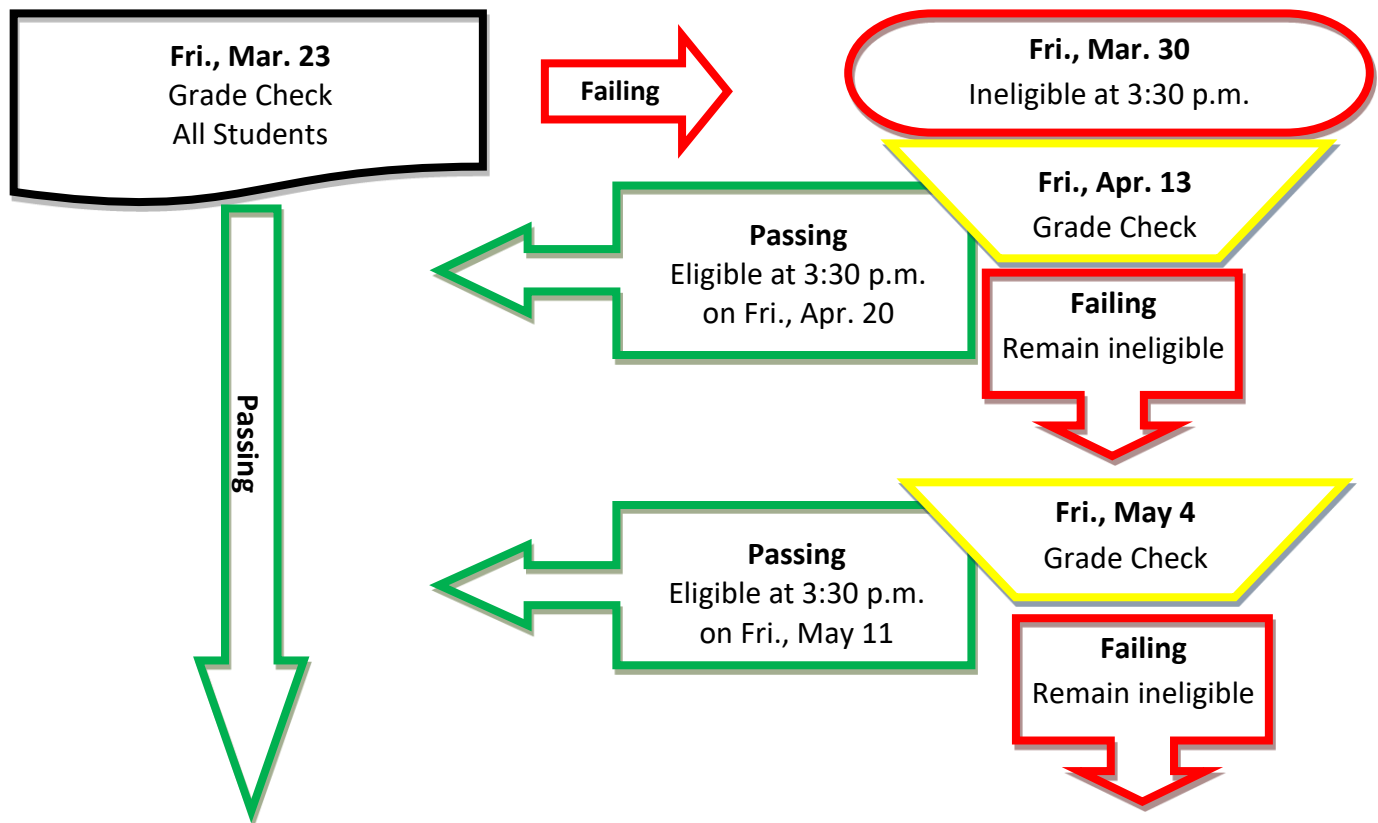 Fri., Mar. 23
Grade Check
All Students
Failing
Fri., Mar. 30
Ineligible at 3:30 p.m.
Fri., Apr. 13
Grade Check
Passing
Eligible at 3:30 p.m.
on Fri., Apr. 20
Failing
Remain ineligible
Passing
Fri., May 4
Grade Check
Passing
Eligible at 3:30 p.m.
on Fri., May 11
Failing
Remain ineligible